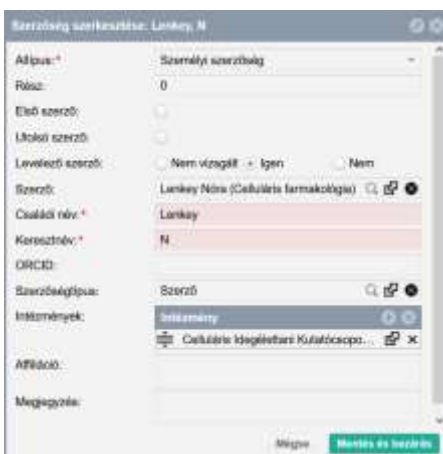 Szerzőség szerkesztése: Lenkey, N
Altípus:* Személyi szerzőség
Rész: 0
Első szerző:
Utolsó szerző:
Levelező szerző: Nem vizsgált Igen Nem
Szerző: Lenkey Nóra (Celluláris farmakológia)
Családi név:* Lenkey
Keresztnév:* N
ORCID:
Szerzőségtípus: Szerző
Intézmények: Intézmény
Celluláris Idegélettani Kutatócsopo...
Affiliáció:
Megjegyzés:
Mégse Mentés és bezárás